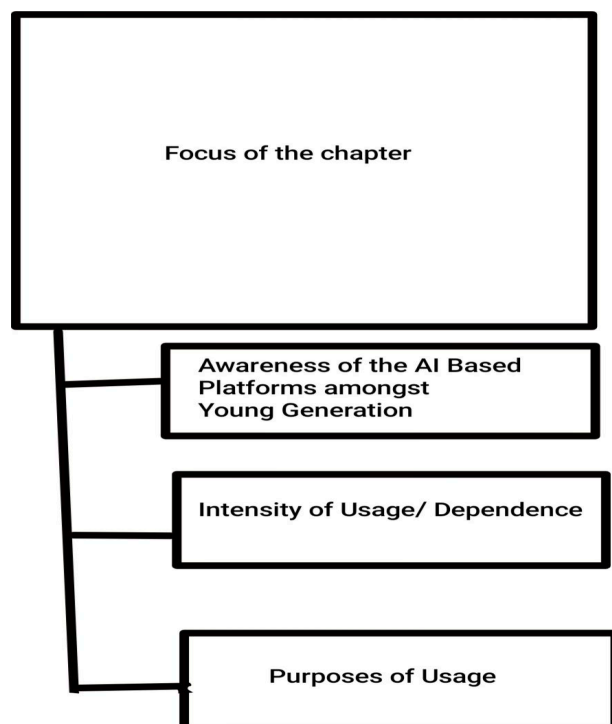 Focus of the chapter
Awareness of the AI Based
Platforms amongst
Young Generation
Intensity of Usage/ Dependence
Purposes of Usage